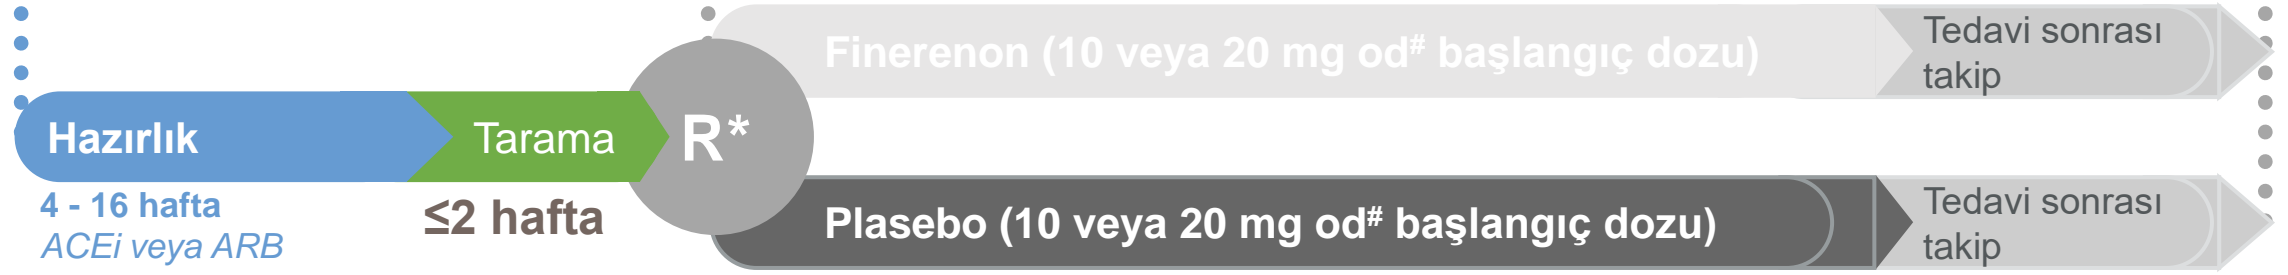 Finerenon (10 veya 20 mg od# başlangıç dozu)
Tedavi sonrası
takip
Hazırlık
Tarama
R*
4 - 16 hafta
ACEi veya ARB
≤2 hafta
Plasebo (10 veya 20 mg od# başlangıç dozu)
Tedavi sonrası
takip